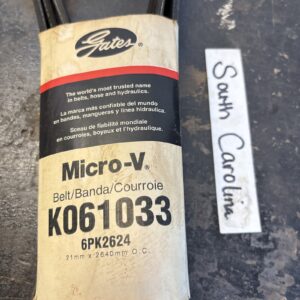 Gates®
The world's most trusted name
in belts, hose and hydraulics.
La marca más confiable del mundo
en bandas, mangueras y línea hidráulica.
Sceau de fiabilité mondiale
en courroies, boyaux et l'hydraulique.
Micro-V®
Belt/Banda/Courroie
K061033
6PK2624
21mm x 2640mm O.C.
South Carolina